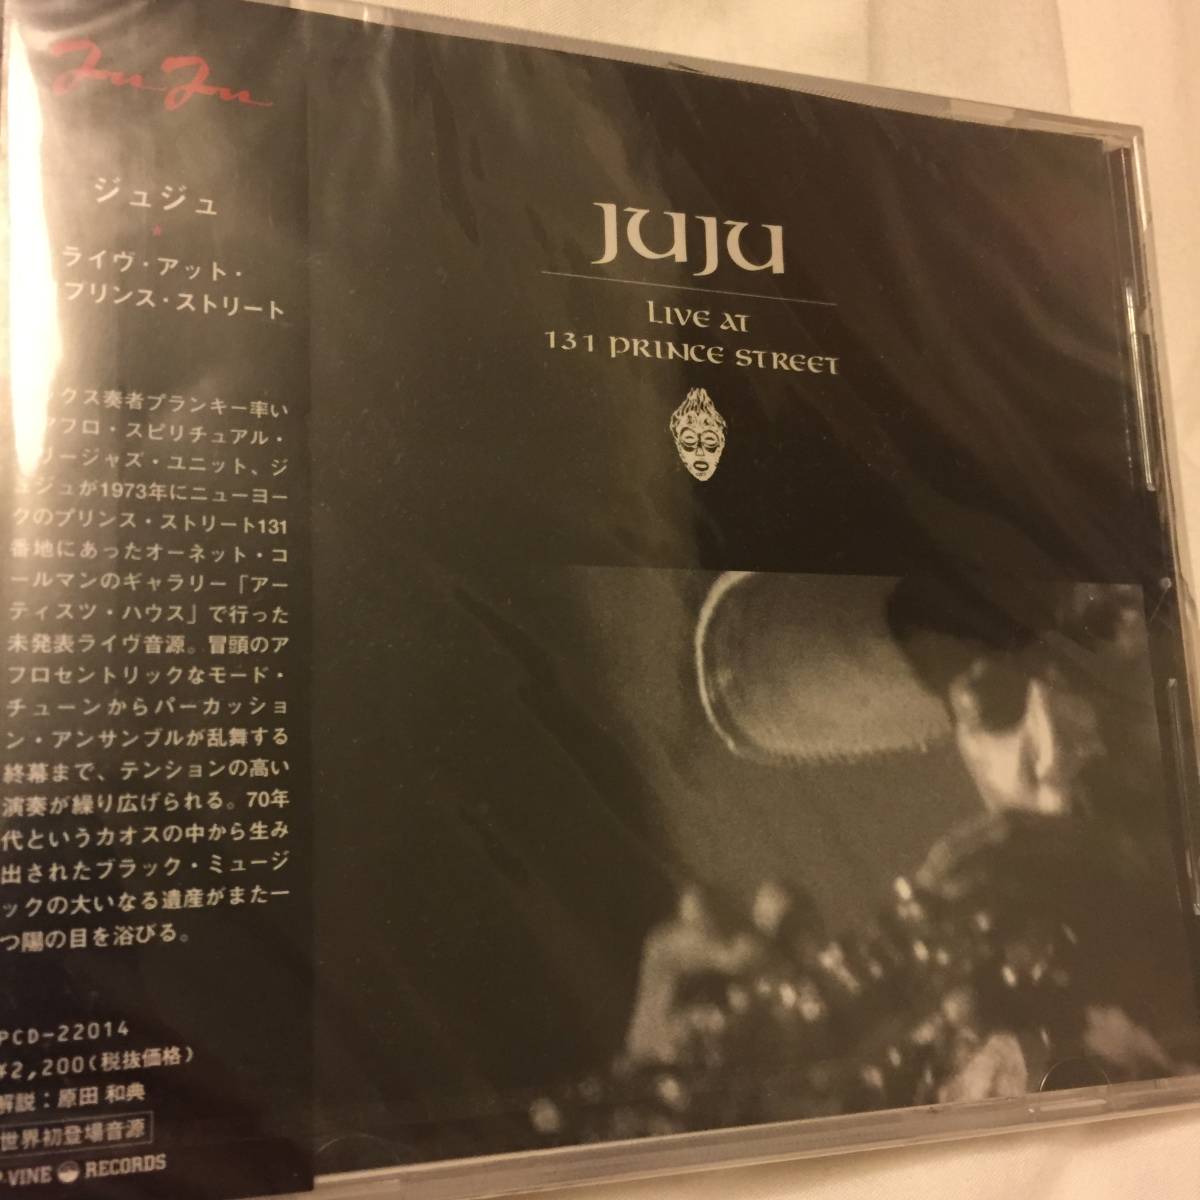 Juju
ジュジュ
ライヴ・アット・
プリンス・ストリート
ックス奏者プランキー率い
アフロ・スピリチュアル・
リージャズ・ユニット、ジ
ュジュが1973年にニューヨー
クのプリンス・ストリート131
番地にあったオーネット・コ
ールマンのギャラリー「アー
ティスツ・ハウス」で行った
未発表ライヴ音源。冒頭のア
フロセントリックなモード・
チューンからパーカッショ
ン・アンサンブルが乱舞する
終幕まで、テンションの高い
演奏が繰り広げられる。70年
代というカオスの中から生み
出されたブラック・ミュージ
ックの大いなる遺産がまた一
つ陽の目を浴びる。
PCD-22014
¥2,200(税抜価格)
解説:原田 和典
世界初登場音源
P-VINE RECORDS
JUJU
LIVE AT
131 PRINCE STREET